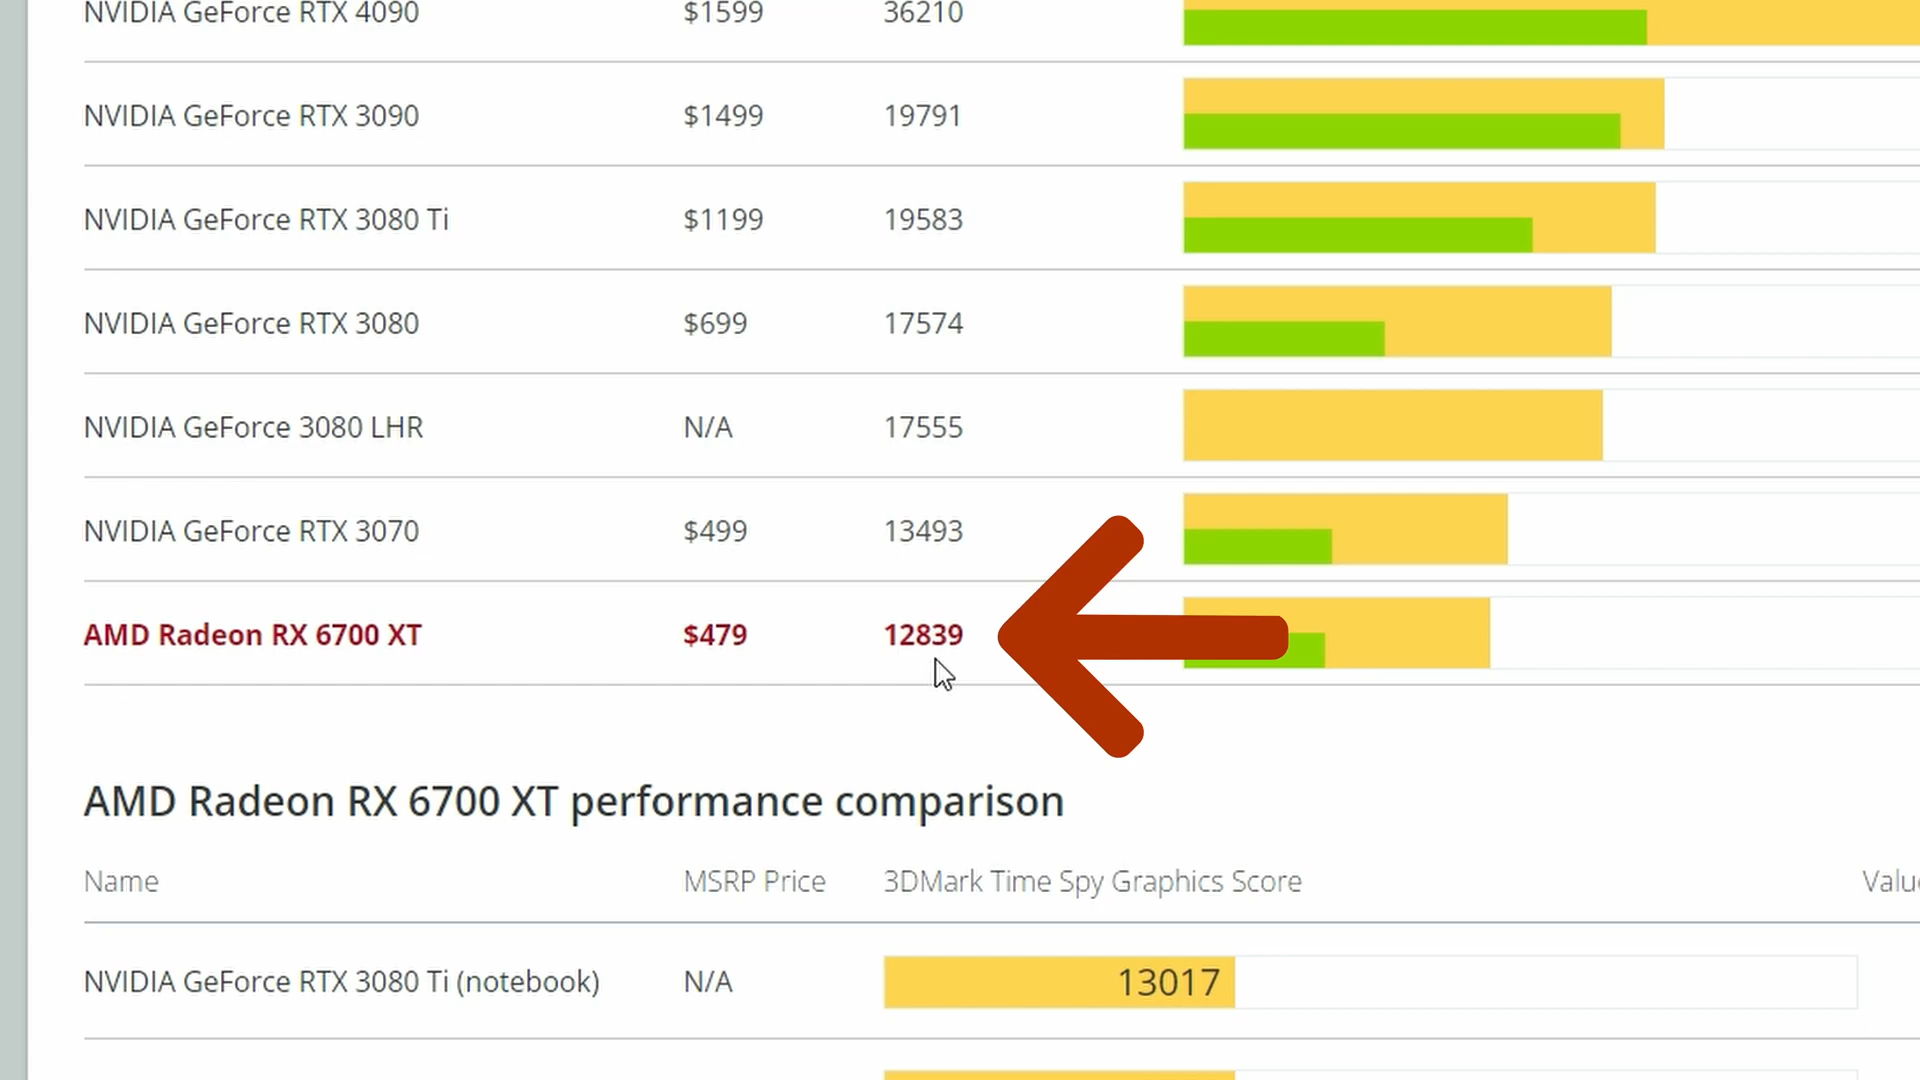 NVIDIA GeForce RTX 4090 $1599 36210
NVIDIA GeForce RTX 3090 $1499 19791
NVIDIA GeForce RTX 3080 Ti $1199 19583
NVIDIA GeForce RTX 3080 $699 17574
NVIDIA GeForce 3080 LHR N/A 17555
NVIDIA GeForce RTX 3070 $499 13493
AMD Radeon RX 6700 XT $479 12839
AMD Radeon RX 6700 XT performance comparison
Name MSRP Price 3DMark Time Spy Graphics Score
NVIDIA GeForce RTX 3080 Ti (notebook) N/A 13017